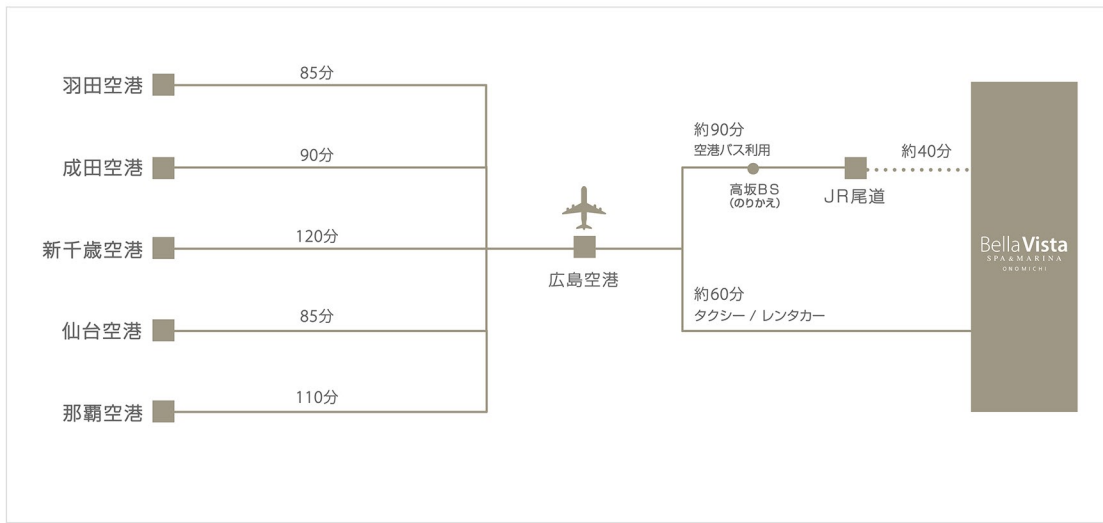 羽田空港
85分
成田空港
90分
新千歳空港
120分
仙台空港
85分
那覇空港
110分
広島空港
約90分
空港バス利用
高坂BS
(のりかえ)
JR尾道
約40分
約60分
タクシー / レンタカー
BellaVista
SPA&MARINA
ONOMICHI